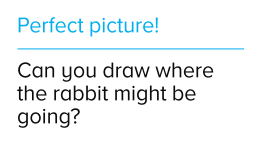 Perfect picture!
Can you draw where
the rabbit might be
going?